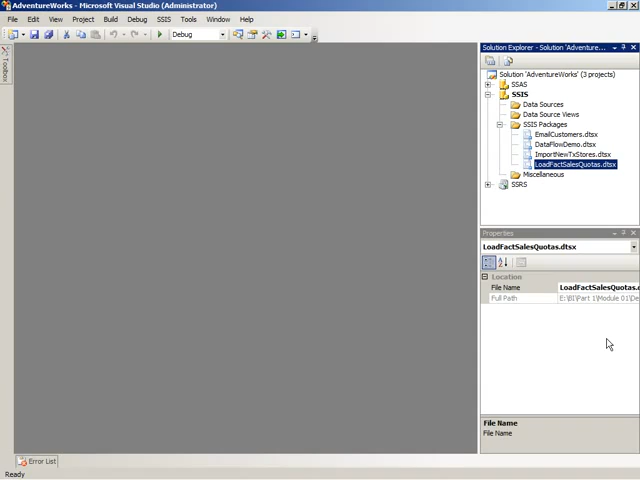 AdventureWorks - Microsoft Visual Studio (Administrator)
File Edit View Project Build Debug SSIS Tools Window Help
Debug
Toolbox
Solution Explorer - Solution 'Adventure...
Solution 'AdventureWorks' (3 projects)
SSAS
SSIS
Data Sources
Data Source Views
SSIS Packages
EmailCustomers.dtsx
DataFlowDemo.dtsx
ImportNewTxStores.dtsx
LoadFactSalesQuotas.dtsx
Miscellaneous
SSRS
Properties
LoadFactSalesQuotas.dtsx
Location
File Name LoadFactSalesQuotas.d
Full Path E:\BI\Part 1\Module 01\De
File Name
File Name
Error List
Ready